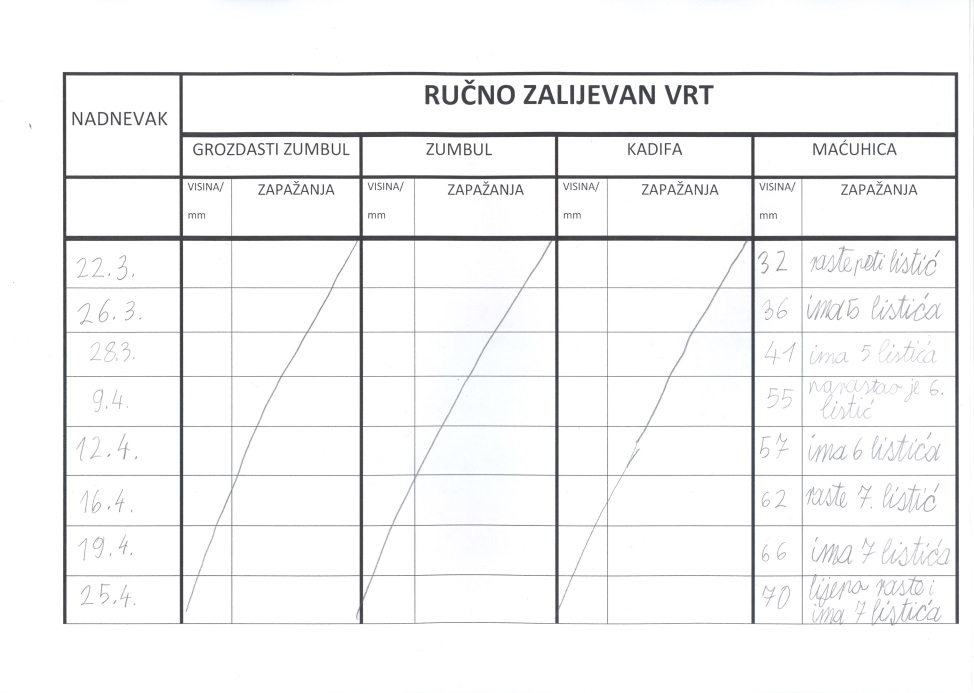 RUČNO ZALIJEVAN VRT
NADNEVAK
GROZDASTI ZUMBUL ZUMBUL KADIFA MAĆUHICA
VISINA/ ZAPAŽANJA VISINA/ ZAPAŽANJA VISINA/ ZAPAŽANJA VISINA/ ZAPAŽANJA
mm mm mm mm
22.3. 32 raste peti listić
26.3. 36 ima 5 listića
28.3. 41 ima 5 listića
9.4. 55 narastao je 6.
listić
12.4. 57 ima 6 listića
16.4. 62 raste 7. listić
19.4. 66 ima 7 listića
25.4. 70 lijepo raste i
ima 7 listića